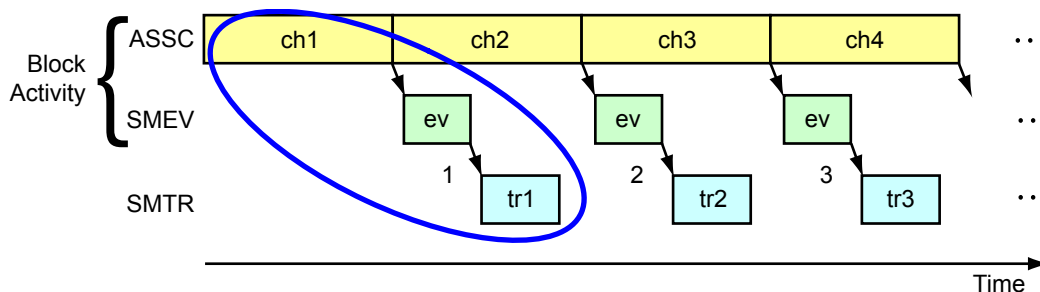 ASSC ch1 ch2 ch3 ch4 ..
Block
Activity
SMEV ev ev ev ..
1 2 3
SMTR tr1 tr2 tr3 ..
Time